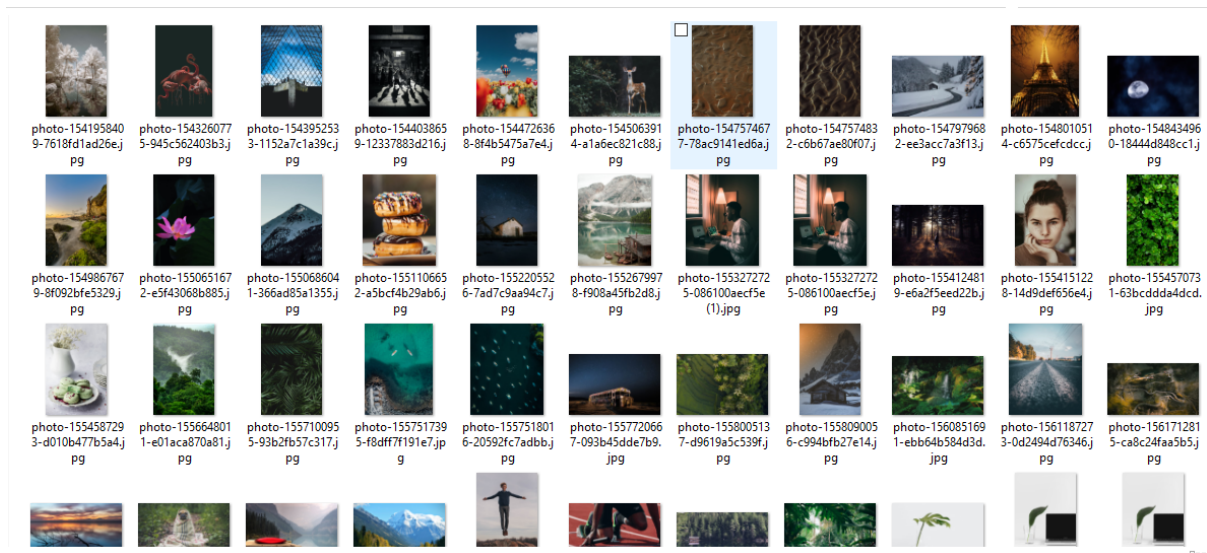 photo-154195840 photo-154326077 photo-154395253 photo-154403865 photo-154472636 photo-154506391 photo-154757467 photo-154757483 photo-154797968 photo-154801051 photo-154843496
9-7618fd1ad26e.j 5-945c562403b3.j 3-1152a7c1a39c.j 9-12337883d216.j 8-8f4b5475a7e4.j 4-a1a6ec821c88.j 7-78ac9141ed6a.j 2-c6b67ae80f07.j 2-ee3acc7a3f13.j 4-c6575cefcdcc.j 0-18444d848cc1.j
pg pg pg pg pg pg pg pg pg pg pg
photo-154986767 photo-155065167 photo-155068604 photo-155110665 photo-155220552 photo-155267997 photo-155327272 photo-155327272 photo-155412481 photo-155415122 photo-155457073
9-8f092bfe5329.j 2-e5f43068b885.j 1-366ad85a1355.j 2-a5bcf4b29ab6.j 6-7ad7c9aa94c7.j 8-f908a45fb2d8.j 5-086100aecf5e 5-086100aecf5e.j 9-e6a2f5eed22b.j 8-14d9def656e4.j 1-63bcddda4dcd.
pg pg pg pg pg pg (1).jpg pg pg pg jpg
photo-155458729 photo-155664801 photo-155710095 photo-155751739 photo-155751801 photo-155772066 photo-155800513 photo-155809005 photo-156085169 photo-156118727 photo-156171281
3-d010b477b5a4.j 1-e01aca870a81.j 5-93b2fb57c317.j 5-f8dff7f191e7.jp 6-20592fc7adbb.j 7-093b45dde7b9. 7-d9619a5c539f.j 6-c994bfb27e14.j 1-ebb64b584d3d. 3-0d2494d76346.j 5-ca8c24faa5b5.j
pg pg pg g pg jpg pg pg jpg pg pg